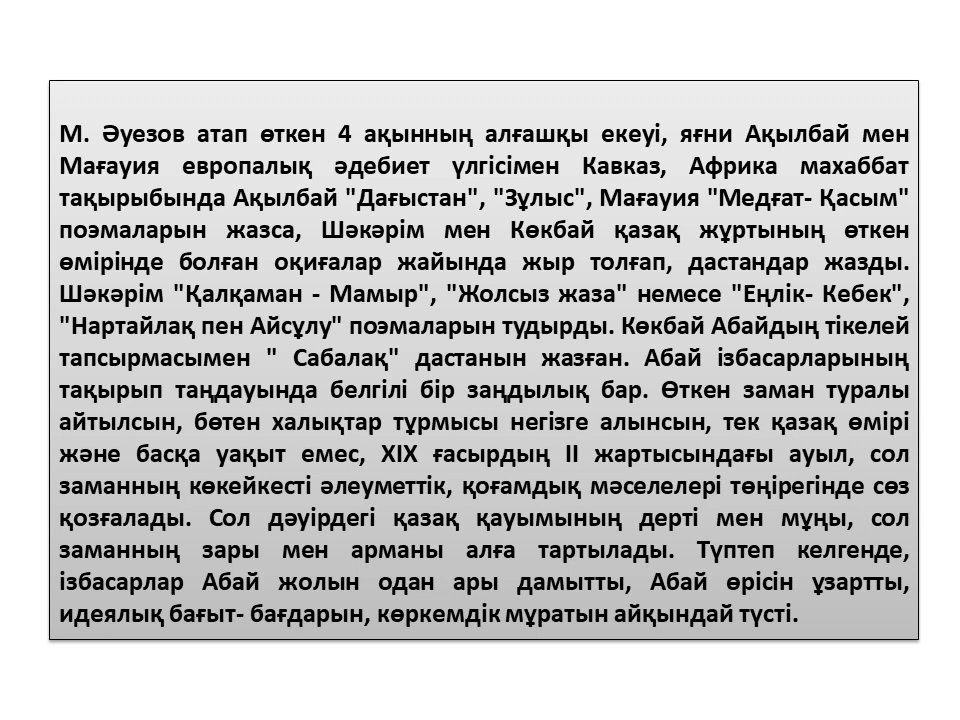 М. Әуезов атап өткен 4 ақынның алғашқы екеуі, яғни Ақылбай мен
Мағауия европалық әдебиет үлгісімен Кавказ, Африка махаббат
тақырыбында Ақылбай "Дағыстан", "Зұлыс", Мағауия "Медғат- Қасым"
поэмаларын жазса, Шәкәрім мен Көкбай қазақ жұртының өткен
өмірінде болған оқиғалар жайында жыр толғап, дастандар жазды.
Шәкәрім "Қалқаман - Мамыр", "Жолсыз жаза" немесе "Еңлік- Кебек",
"Нартайлақ пен Айсұлу" поэмаларын тудырды. Көкбай Абайдың тікелей
тапсырмасымен " Сабалақ" дастанын жазған. Абай ізбасарларының
тақырып таңдауында белгілі бір заңдылық бар. Өткен заман туралы
айтылсын, бөтен халықтар тұрмысы негізге алынсын, тек қазақ өмірі
және басқа уақыт емес, XIX ғасырдың II жартысындағы ауыл, сол
заманның көкейкесті әлеуметтік, қоғамдық мәселелері төңірегінде сөз
қозғалады. Сол дәуірдегі қазақ қауымының дерті мен мұңы, сол
заманның зары мен арманы алға тартылады. Түптеп келгенде,
ізбасарлар Абай жолын одан ары дамытты, Абай өрісін ұзартты,
идеялық бағыт- бағдарын, көркемдік мұратын айқындай түсті.